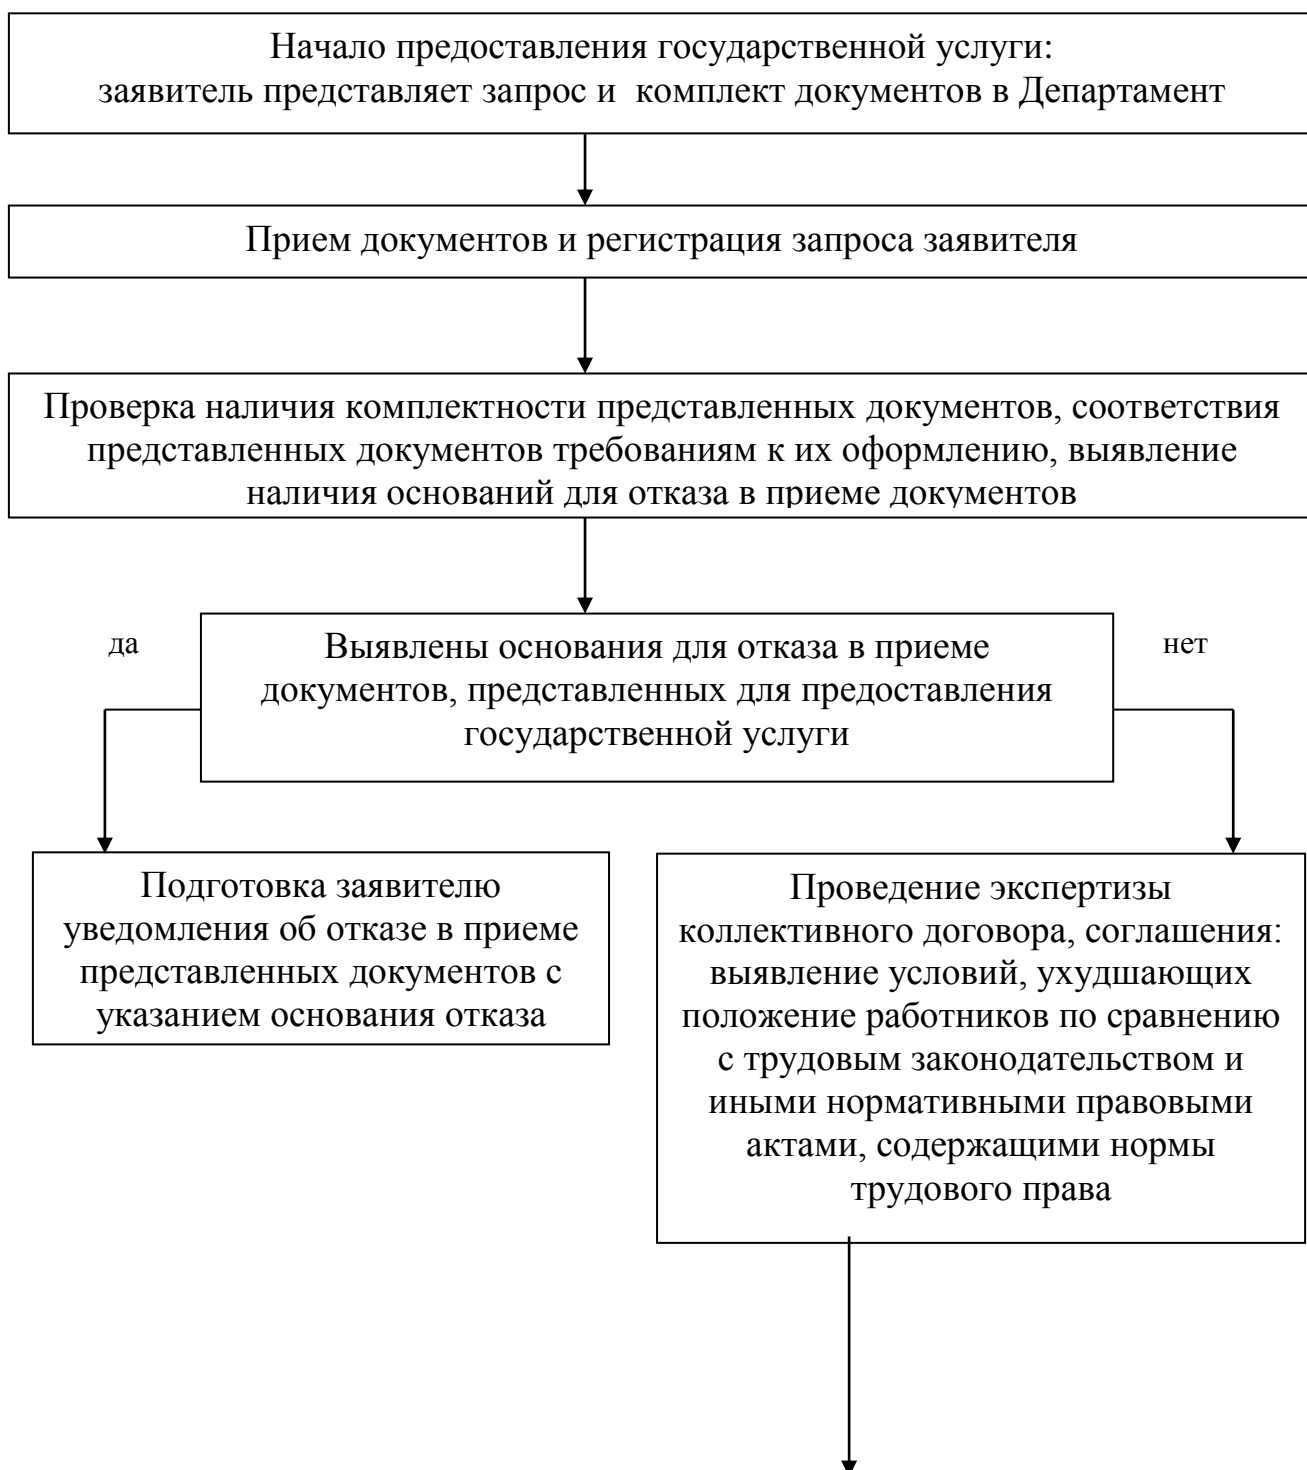 Начало предоставления государственной услуги:
заявитель представляет запрос и  комплект документов в Департамент
Прием документов и регистрация запроса заявителя
Проверка наличия комплектности представленных документов, соответствия
представленных документов требованиям к их оформлению, выявление
наличия оснований для отказа в приеме документов
да
Выявлены основания для отказа в приеме
документов, представленных для предоставления
государственной услуги
нет
Подготовка заявителю
уведомления об отказе в приеме
представленных документов с
указанием основания отказа
Проведение экспертизы
коллективного договора, соглашения:
выявление условий, ухудшающих
положение работников по сравнению
с трудовым законодательством и
иными нормативными правовыми
актами, содержащими нормы
трудового права